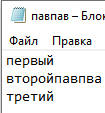 павпав – Блок
Файл Правка
первый
второйпавпва
третий